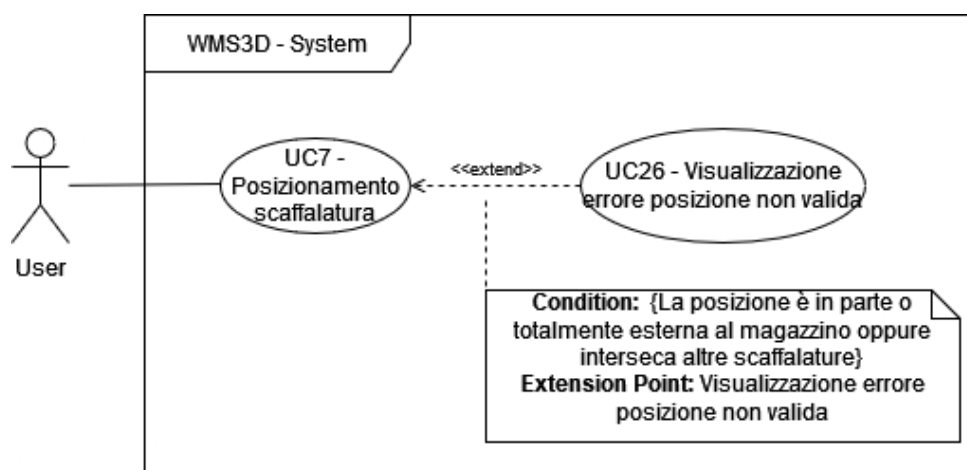 WMS3D - System
UC7 -
Posizionamento
scaffalatura
<<extend>>
UC26 - Visualizzazione
errore posizione non valida
User
Condition: {La posizione è in parte o
totalmente esterna al magazzino oppure
interseca altre scaffalature}
Extension Point: Visualizzazione errore
posizione non valida